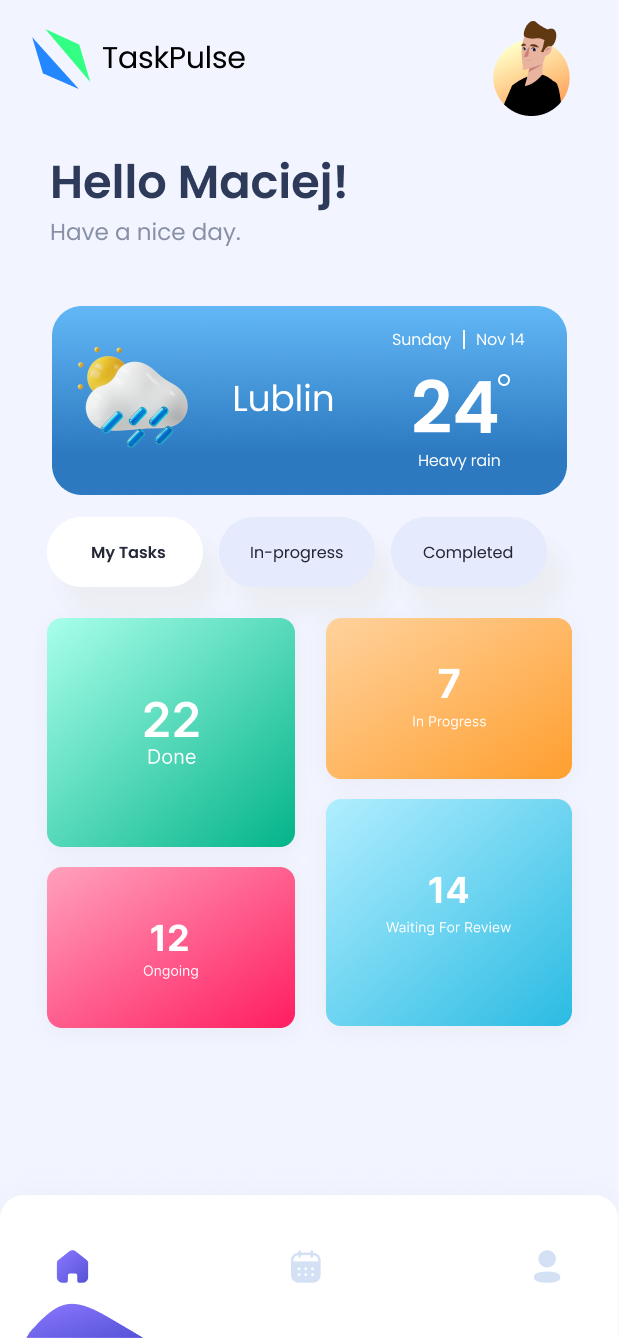 TaskPulse
Hello Maciej!
Have a nice day.
Sunday | Nov 14
Lublin
24°
Heavy rain
My Tasks
In-progress
Completed
22
Done
7
In Progress
12
Ongoing
14
Waiting For Review